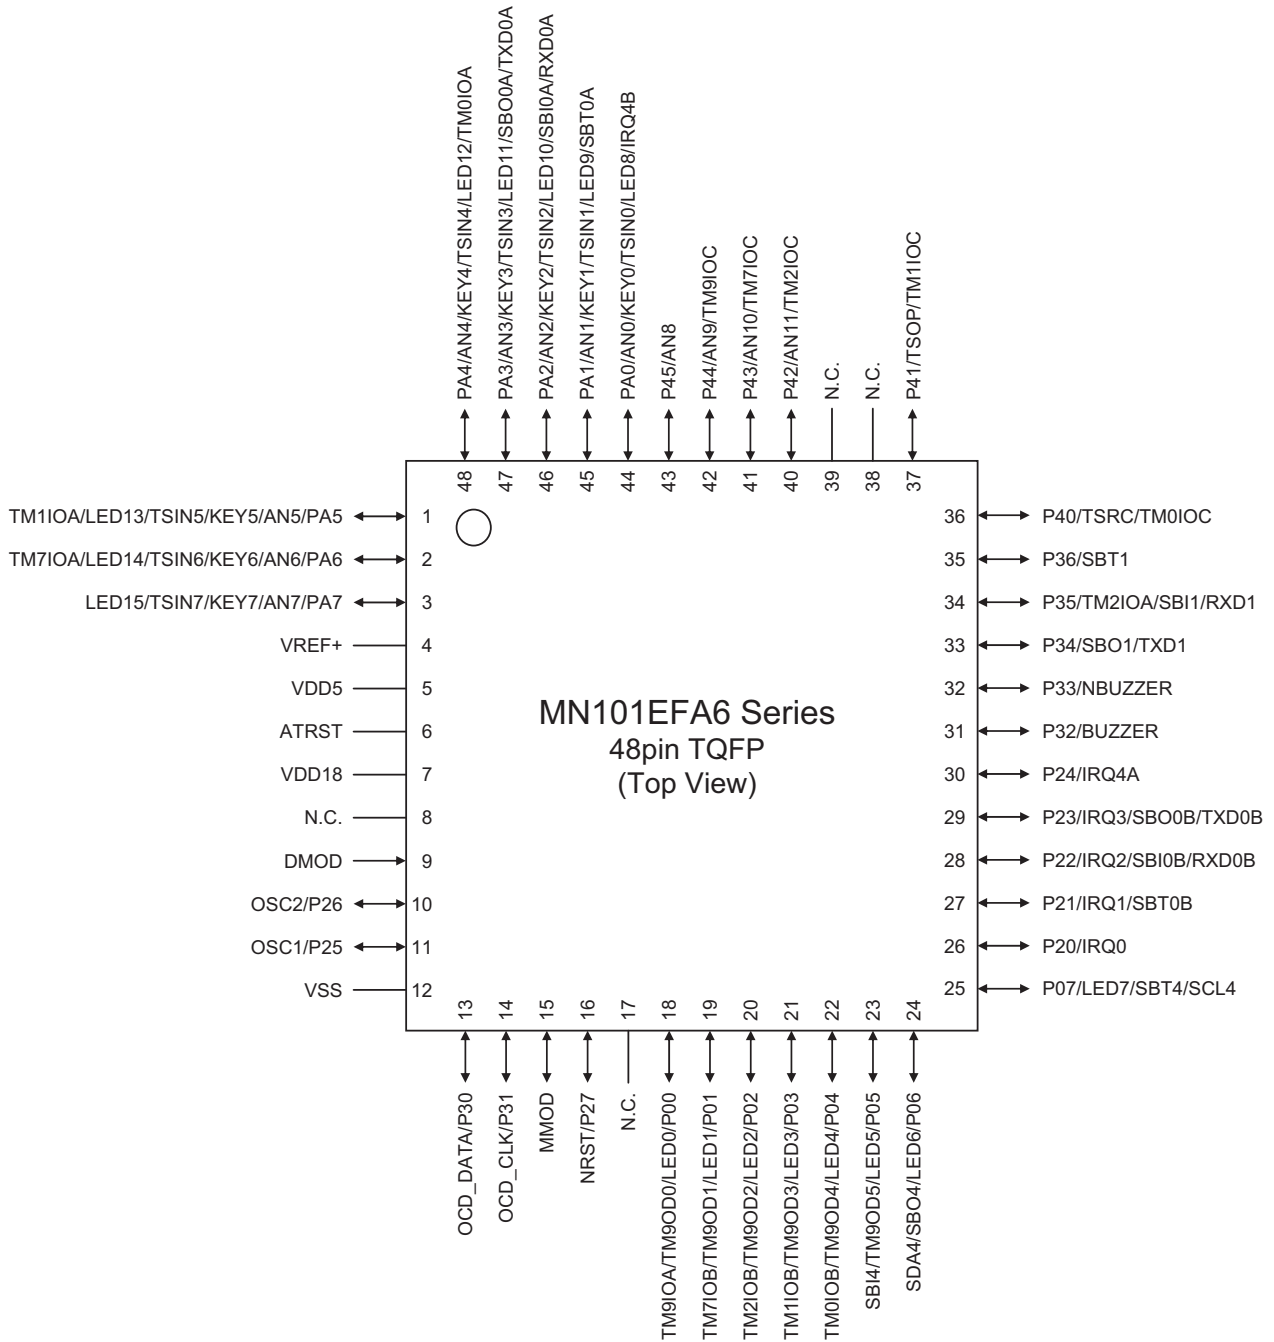 PA4/AN4/KEY4/TSIN4/LED12/TM0IOA
PA3/AN3/KEY3/TSIN3/LED11/SBO0A/TXD0A
PA2/AN2/KEY2/TSIN2/LED10/SBI0A/RXD0A
PA1/AN1/KEY1/TSIN1/LED9/SBT0A
PA0/AN0/KEY0/TSIN0/LED8/IRQ4B
P45/AN8
P44/AN9/TM9IOC
P43/AN10/TM7IOC
P42/AN11/TM2IOC
N.C.
N.C.
P41/TSOP/TM1IOC
48
47
46
45
44
43
42
41
40
39
38
37
TM1IOA/LED13/TSIN5/KEY5/AN5/PA5 1
TM7IOA/LED14/TSIN6/KEY6/AN6/PA6 2
LED15/TSIN7/KEY7/AN7/PA7 3
VREF+ 4
VDD5 5
ATRST 6
VDD18 7
N.C. 8
DMOD 9
OSC2/P26 10
OSC1/P25 11
VSS 12
MN101EFA6 Series
48pin TQFP
(Top View)
36 P40/TSRC/TM0IOC
35 P36/SBT1
34 P35/TM2IOA/SBI1/RXD1
33 P34/SBO1/TXD1
32 P33/NBUZZER
31 P32/BUZZER
30 P24/IRQ4A
29 P23/IRQ3/SBO0B/TXD0B
28 P22/IRQ2/SBI0B/RXD0B
27 P21/IRQ1/SBT0B
26 P20/IRQ0
25 P07/LED7/SBT4/SCL4
13
14
15
16
17
18
19
20
21
22
23
24
OCD_DATA/P30
OCD_CLK/P31
MMOD
NRST/P27
N.C.
TM9IOA/TM9OD0/LED0/P00
TM7IOB/TM9OD1/LED1/P01
TM2IOB/TM9OD2/LED2/P02
TM1IOB/TM9OD3/LED3/P03
TM0IOB/TM9OD4/LED4/P04
SBI4/TM9OD5/LED5/P05
SDA4/SBO4/LED6/P06